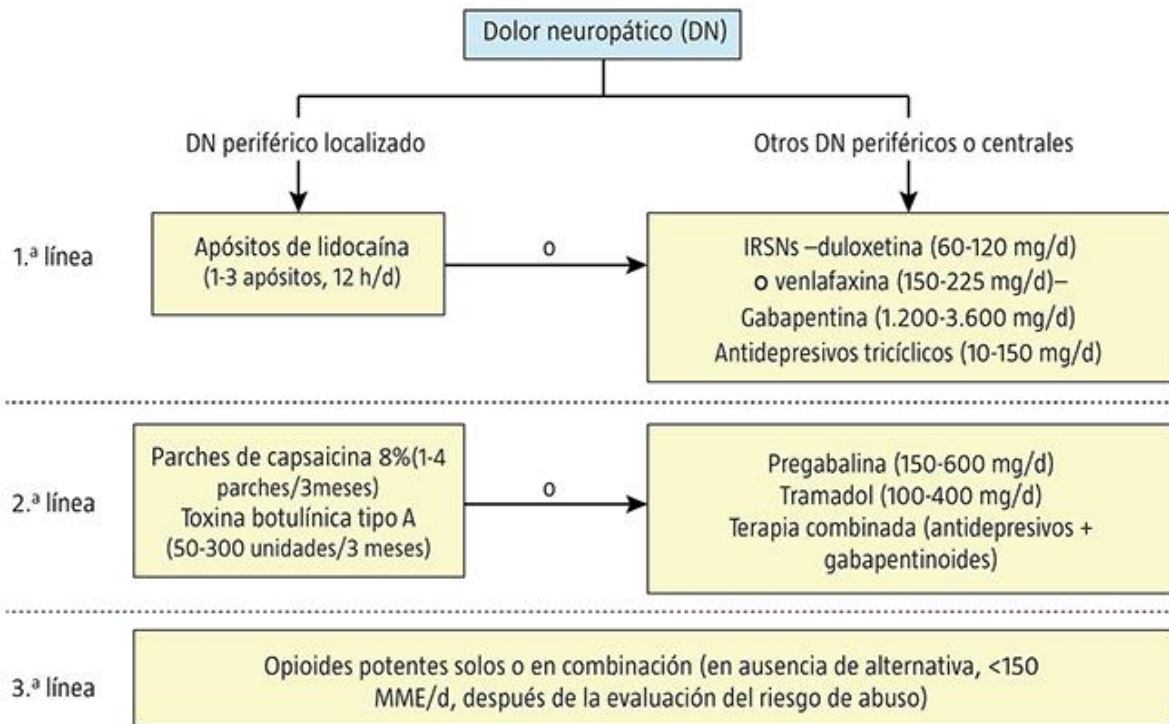 Dolor neuropático (DN)
DN periférico localizado
Otros DN periféricos o centrales
1.ª línea
Apósitos de lidocaína
(1-3 apósitos, 12 h/d)
o
IRSNs –duloxetina (60-120 mg/d)
o venlafaxina (150-225 mg/d)–
Gabapentina (1.200-3.600 mg/d)
Antidepresivos tricíclicos (10-150 mg/d)
2.ª línea
Parches de capsaicina 8%(1-4
parches/3meses)
Toxina botulínica tipo A
(50-300 unidades/3 meses)
o
Pregabalina (150-600 mg/d)
Tramadol (100-400 mg/d)
Terapia combinada (antidepresivos +
gabapentinoides)
3.ª línea
Opioides potentes solos o en combinación (en ausencia de alternativa, <150
MME/d, después de la evaluación del riesgo de abuso)